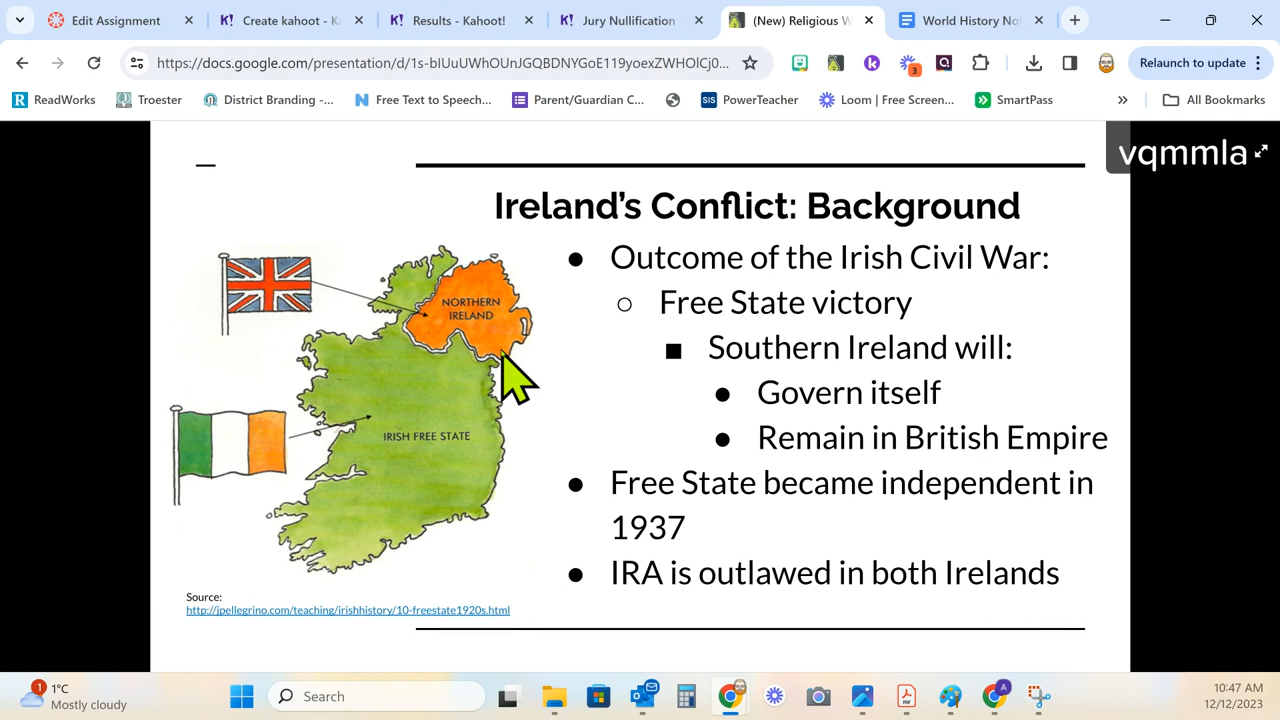 Edit Assignment
Create kahoot - K
Results - Kahoot!
Jury Nullification
(New) Religious W
World History No
https://docs.google.com/presentation/d/1s-blUuUWhOUnJGQBDNYGoE119yoexZWHOlCj0...
3
Relaunch to update
ReadWorks
Troester
District Branding -...
Free Text to Speech...
Parent/Guardian C...
SIS
PowerTeacher
Loom | Free Screen...
SmartPass
All Bookmarks
vqmmla
Ireland's Conflict: Background
● Outcome of the Irish Civil War:
○ Free State victory
■ Southern Ireland will:
● Govern itself
● Remain in British Empire
● Free State became independent in
1937
● IRA is outlawed in both Irelands
NORTHERN
IRELAND
IRISH FREE STATE
Source:
http://jpellegrino.com/teaching/irishhistory/10-freestate1920s.html
1
1°C
Mostly cloudy
Search
10:47 AM
12/12/2023